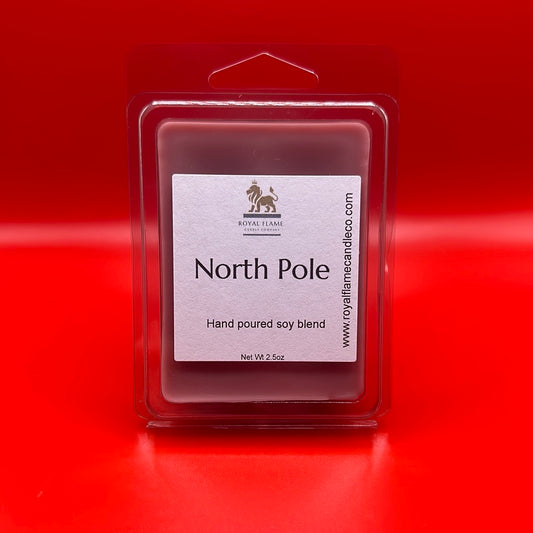 ROYAL FLAME
CANDLE COMPANY
North Pole
Hand poured soy blend
Net Wt 2.5oz
www.royalflamecandleco.com